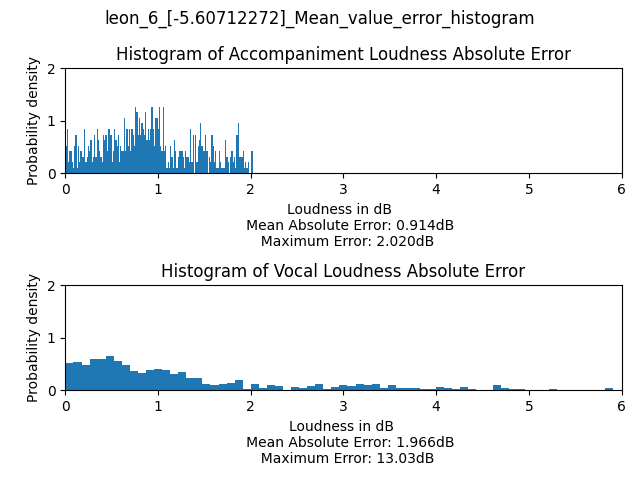 leon_6_[-5.60712272]_Mean_value_error_histogram
Histogram of Accompaniment Loudness Absolute Error
Probability density
2
1
0
0 1 2 3 4 5 6
Loudness in dB
Mean Absolute Error: 0.914dB
Maximum Error: 2.020dB
Histogram of Vocal Loudness Absolute Error
Probability density
2
1
0
0 1 2 3 4 5 6
Loudness in dB
Mean Absolute Error: 1.966dB
Maximum Error: 13.03dB